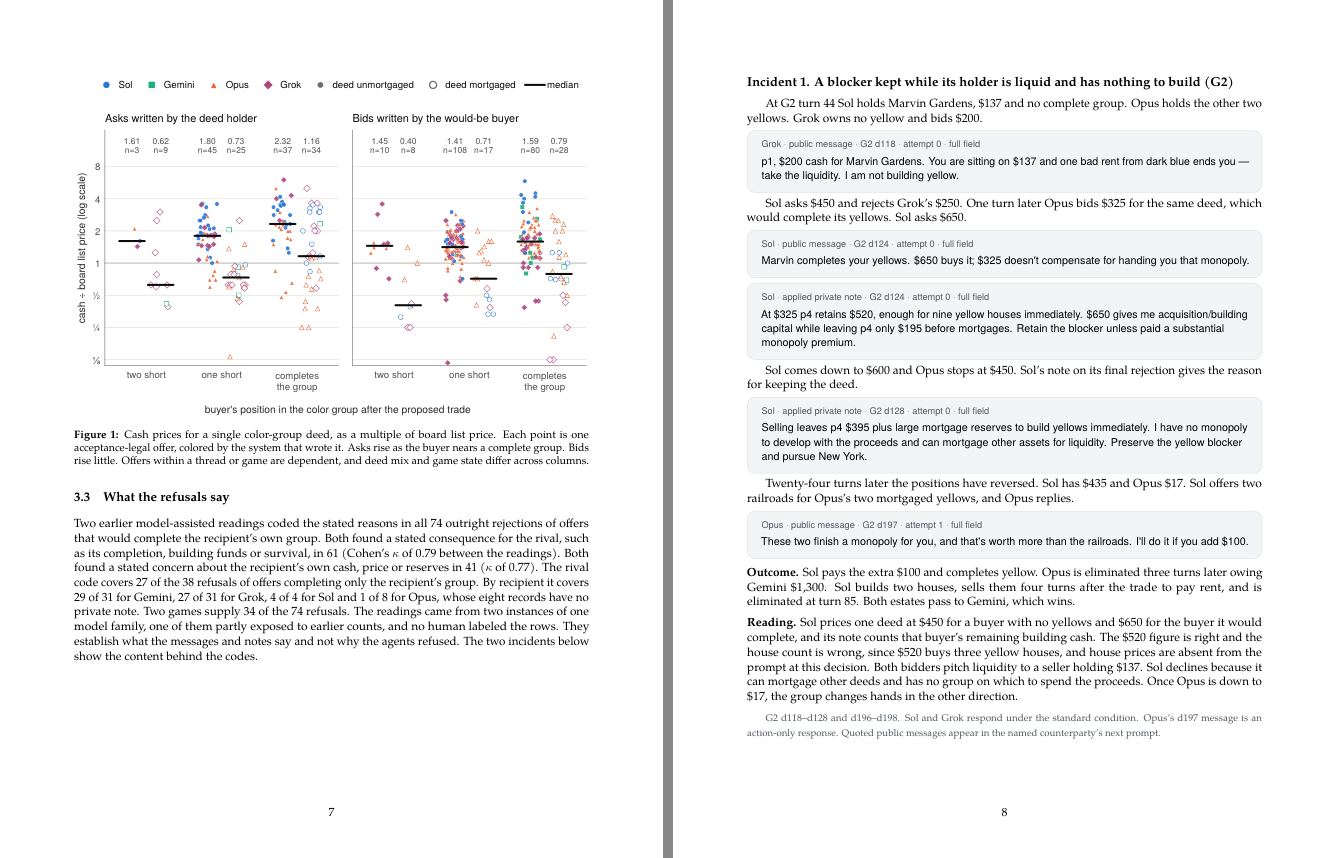 Sol Gemini Opus Grok deed unmortgaged deed mortgaged median
Asks written by the deed holder
Bids written by the would-be buyer
1.61 0.62 1.80 0.73 2.32 1.16
n=3 n=9 n=45 n=25 n=37 n=34
1.45 0.40 1.41 0.71 1.59 0.79
n=10 n=8 n=108 n=17 n=80 n=28
cash ÷ board list price (log scale)
8
4
2
1
½
¼
⅛
two short one short completes
the group
two short one short completes
the group
buyer's position in the color group after the proposed trade
Figure 1: Cash prices for a single color-group deed, as a multiple of board list price. Each point is one
acceptance-legal offer, colored by the system that wrote it. Asks rise as the buyer nears a complete group. Bids
rise little. Offers within a thread or game are dependent, and deed mix and game state differ across columns.
3.3 What the refusals say
Two earlier model-assisted readings coded the stated reasons in all 74 outright rejections of offers
that would complete the recipient's own group. Both found a stated consequence for the rival, such
as its completion, building funds or survival, in 61 (Cohen's κ of 0.79 between the readings). Both
found a stated concern about the recipient's own cash, price or reserves in 41 (κ of 0.77). The rival
code covers 27 of the 38 refusals of offers completing only the recipient's group. By recipient it covers
29 of 31 for Gemini, 27 of 31 for Grok, 4 of 4 for Sol and 1 of 8 for Opus, whose eight records have no
private note. Two games supply 34 of the 74 refusals. The readings came from two instances of one
model family, one of them partly exposed to earlier counts, and no human labeled the rows. They
establish what the messages and notes say and not why the agents refused. The two incidents below
show the content behind the codes.
7
Incident 1. A blocker kept while its holder is liquid and has nothing to build (G2)
At G2 turn 44 Sol holds Marvin Gardens, $137 and no complete group. Opus holds the other two
yellows. Grok owns no yellow and bids $200.
Grok · public message · G2 d118 · attempt 0 · full field
p1, $200 cash for Marvin Gardens. You are sitting on $137 and one bad rent from dark blue ends you —
take the liquidity. I am not building yellow.
Sol asks $450 and rejects Grok's $250. One turn later Opus bids $325 for the same deed, which
would complete its yellows. Sol asks $650.
Sol · public message · G2 d124 · attempt 0 · full field
Marvin completes your yellows. $650 buys it; $325 doesn't compensate for handing you that monopoly.
Sol · applied private note · G2 d124 · attempt 0 · full field
At $325 p4 retains $520, enough for nine yellow houses immediately. $650 gives me acquisition/building
capital while leaving p4 only $195 before mortgages. Retain the blocker unless paid a substantial
monopoly premium.
Sol comes down to $600 and Opus stops at $450. Sol's note on its final rejection gives the reason
for keeping the deed.
Sol · applied private note · G2 d128 · attempt 0 · full field
Selling leaves p4 $395 plus large mortgage reserves to build yellows immediately. I have no monopoly
to develop with the proceeds and can mortgage other assets for liquidity. Preserve the yellow blocker
and pursue New York.
Twenty-four turns later the positions have reversed. Sol has $435 and Opus $17. Sol offers two
railroads for Opus's two mortgaged yellows, and Opus replies.
Opus · public message · G2 d197 · attempt 1 · full field
These two finish a monopoly for you, and that's worth more than the railroads. I'll do it if you add $100.
Outcome. Sol pays the extra $100 and completes yellow. Opus is eliminated three turns later owing
Gemini $1,300. Sol builds two houses, sells them four turns after the trade to pay rent, and is
eliminated at turn 85. Both estates pass to Gemini, which wins.
Reading. Sol prices one deed at $450 for a buyer with no yellows and $650 for the buyer it would
complete, and its note counts that buyer's remaining building cash. The $520 figure is right and the
house count is wrong, since $520 buys three yellow houses, and house prices are absent from the
prompt at this decision. Both bidders pitch liquidity to a seller holding $137. Sol declines because it
can mortgage other deeds and has no group on which to spend the proceeds. Once Opus is down to
$17, the group changes hands in the other direction.
G2 d118–d128 and d196–d198. Sol and Grok respond under the standard condition. Opus's d197 message is an
action-only response. Quoted public messages appear in the named counterparty's next prompt.
8